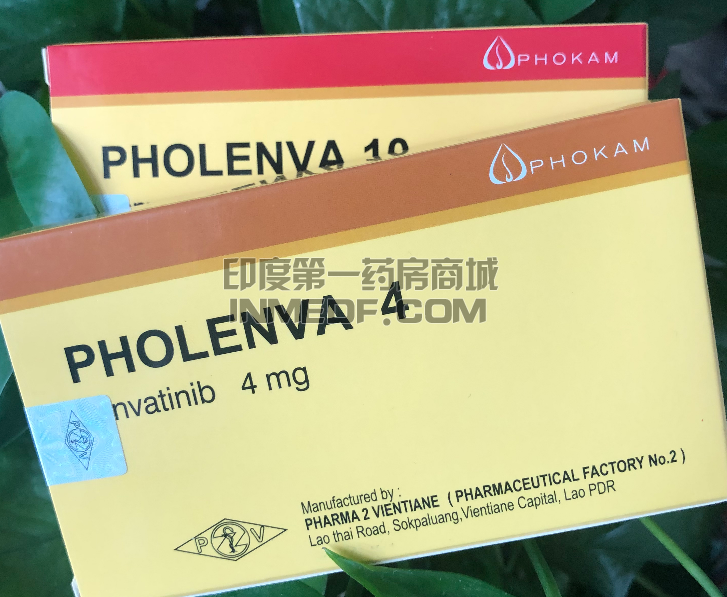 PHOKAM
PHOLENVA 10
PHOKAM
印度第一药房商城
INMEDF.COM
PHOLENVA 4
nvatinib 4 mg
Manufactured by :
PHARMA 2 VIENTIANE ( PHARMACEUTICAL FACTORY No.2 )
Lao thai Road, Sokpaluang,Vientiane Capital, Lao PDR
P V